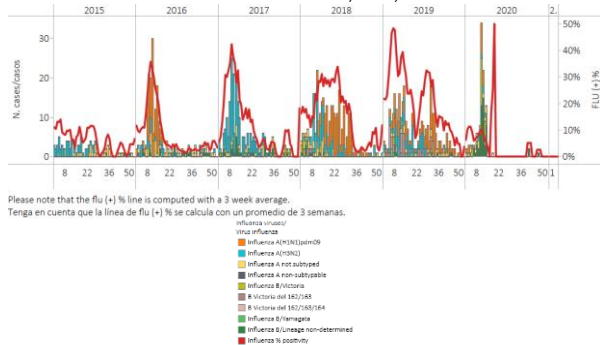 2015 2016 2017 2018 2019 2020 2.
N. cases/casos
30
20
10
0
FLU (+) %
50%
40%
30%
20%
10%
0%
8 22 36 50 8 22 36 50 8 22 36 50 8 22 36 50 8 22 36 50 8 22 36 50 1
Please note that the flu (+) % line is computed with a 3 week average.
Tenga en cuenta que la línea de flu (+) % se calcula con un promedio de 3 semanas.
Influenza viruses/
Virus influenza
Influenza A(H1N1)pdm09
Influenza A(H3N2)
Influenza A not subtyped
Influenza A non-subtypable
Influenza B/Victoria
B Victoria del 162/163
B Victoria del 162/163/164
Influenza B/Yamagata
Influenza B/Lineage non-determined
Influenza % positivity